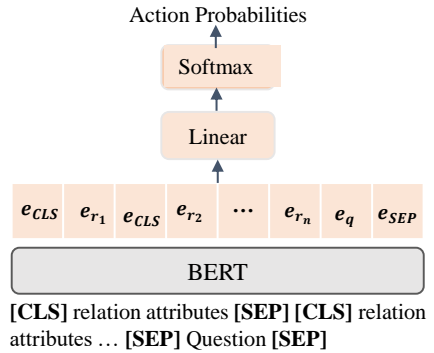 Action Probabilities
Softmax
Linear
e_CLS e_r1 e_CLS e_r2 ... e_rn e_q e_SEP
BERT
[CLS] relation attributes [SEP] [CLS] relation
attributes … [SEP] Question [SEP]